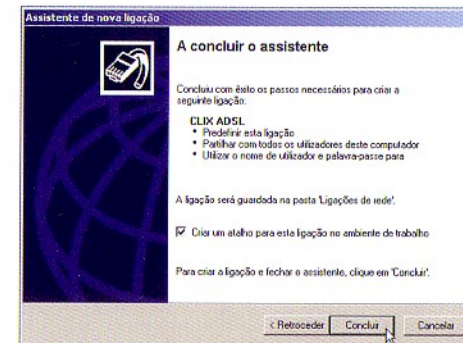 Assistente de nova ligação
A concluir o assistente
Concluiu com êxito os passos necessários para criar a
seguinte ligação:
CLIX ADSL
• Predefinir esta ligação
• Partilhar com todos os utilizadores deste computador
• Utilizar o nome de utilizador e palavra-passe para
A ligação será guardada na pasta 'Ligações de rede'.
Criar um atalho para esta ligação no ambiente de trabalho
Para criar a ligação e fechar o assistente, clique em 'Concluir'.
< Retroceder Concluir Cancelar